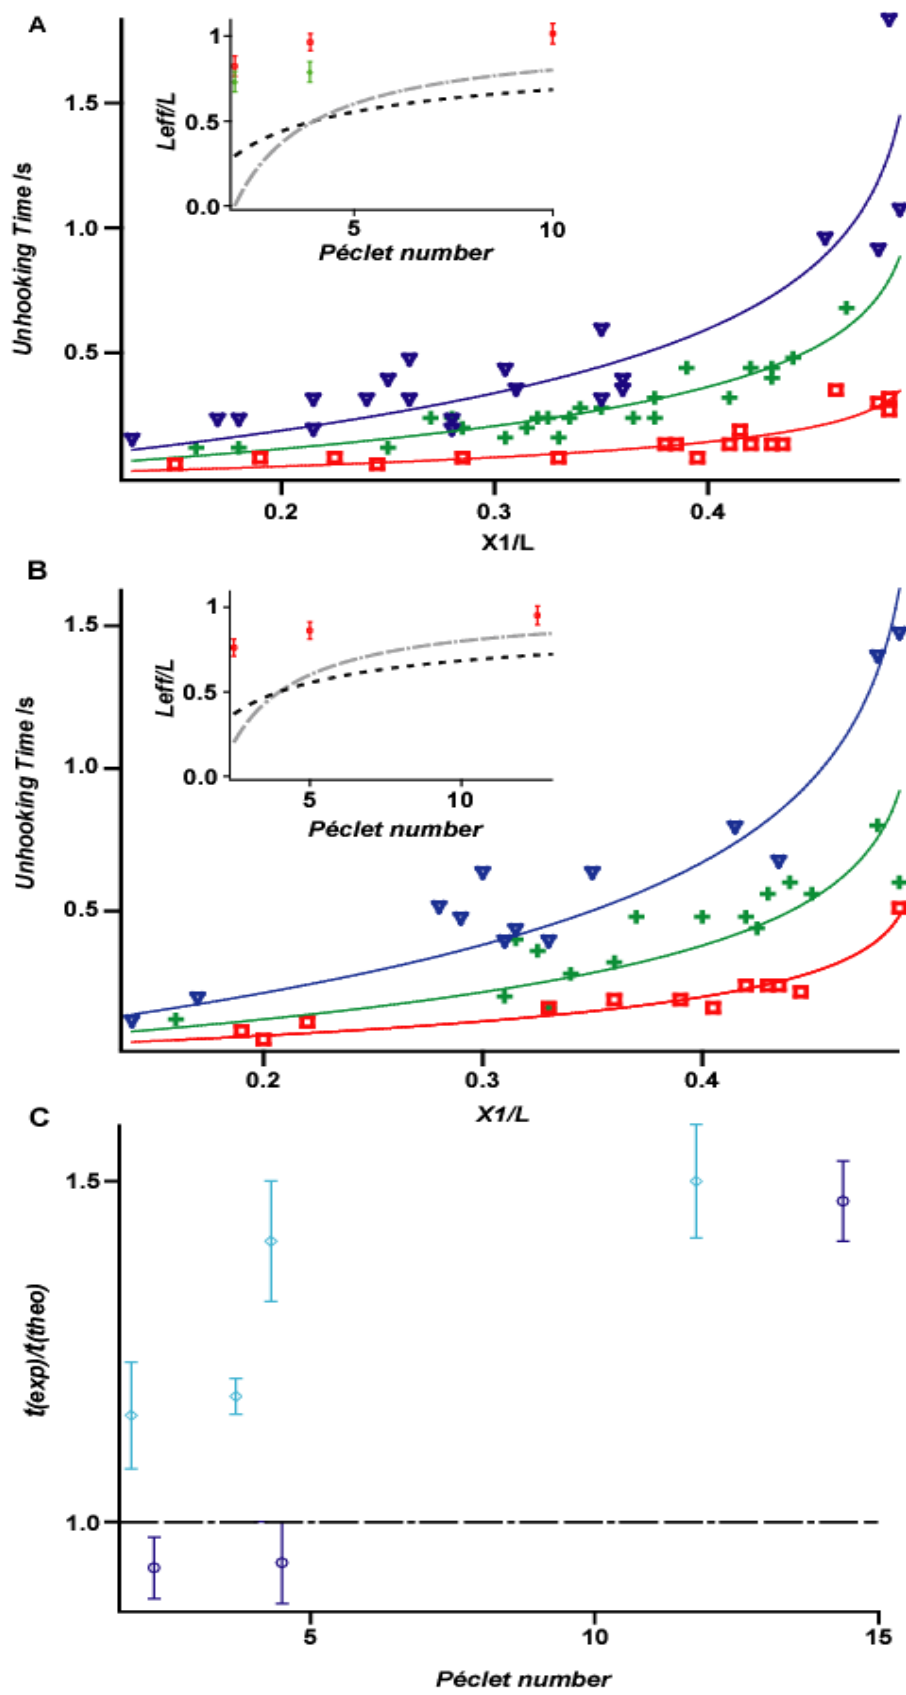 A
1
0.5
0.0
Leff/L
5
10
Péclet number
1.5
1.0
0.5
Unhooking Time /s
0.2
0.3
0.4
X1/L
B
1
0.5
0.0
Leff/L
5
10
Péclet number
1.5
1.0
0.5
Unhooking Time /s
0.2
0.3
0.4
X1/L
C
1.5
1.0
t(exp)/t(theo)
5
10
15
Péclet number